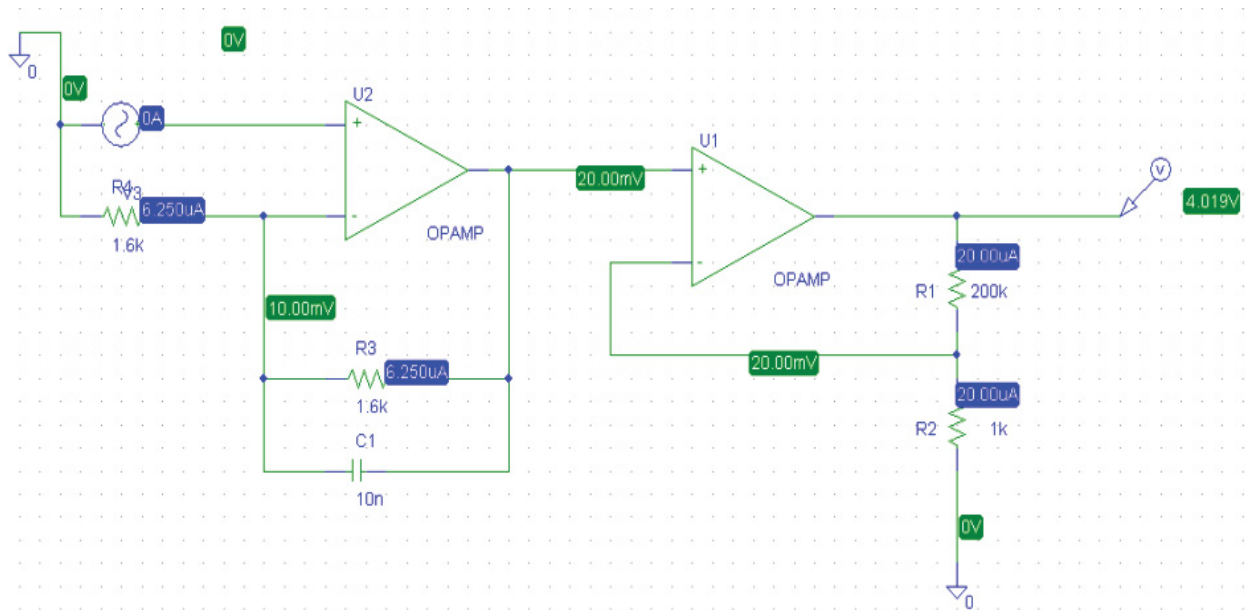 0V
0
0V
U2
+
0A
U1
R4
V3
6.250uA
-
20.00mV
+
V
4.019V
1.6k
OPAMP
-
20.00uA
OPAMP
R1
200k
10.00mV
R3
6.250uA
20.00mV
1.6k
20.00uA
R2
1k
C1
10n
0V
0